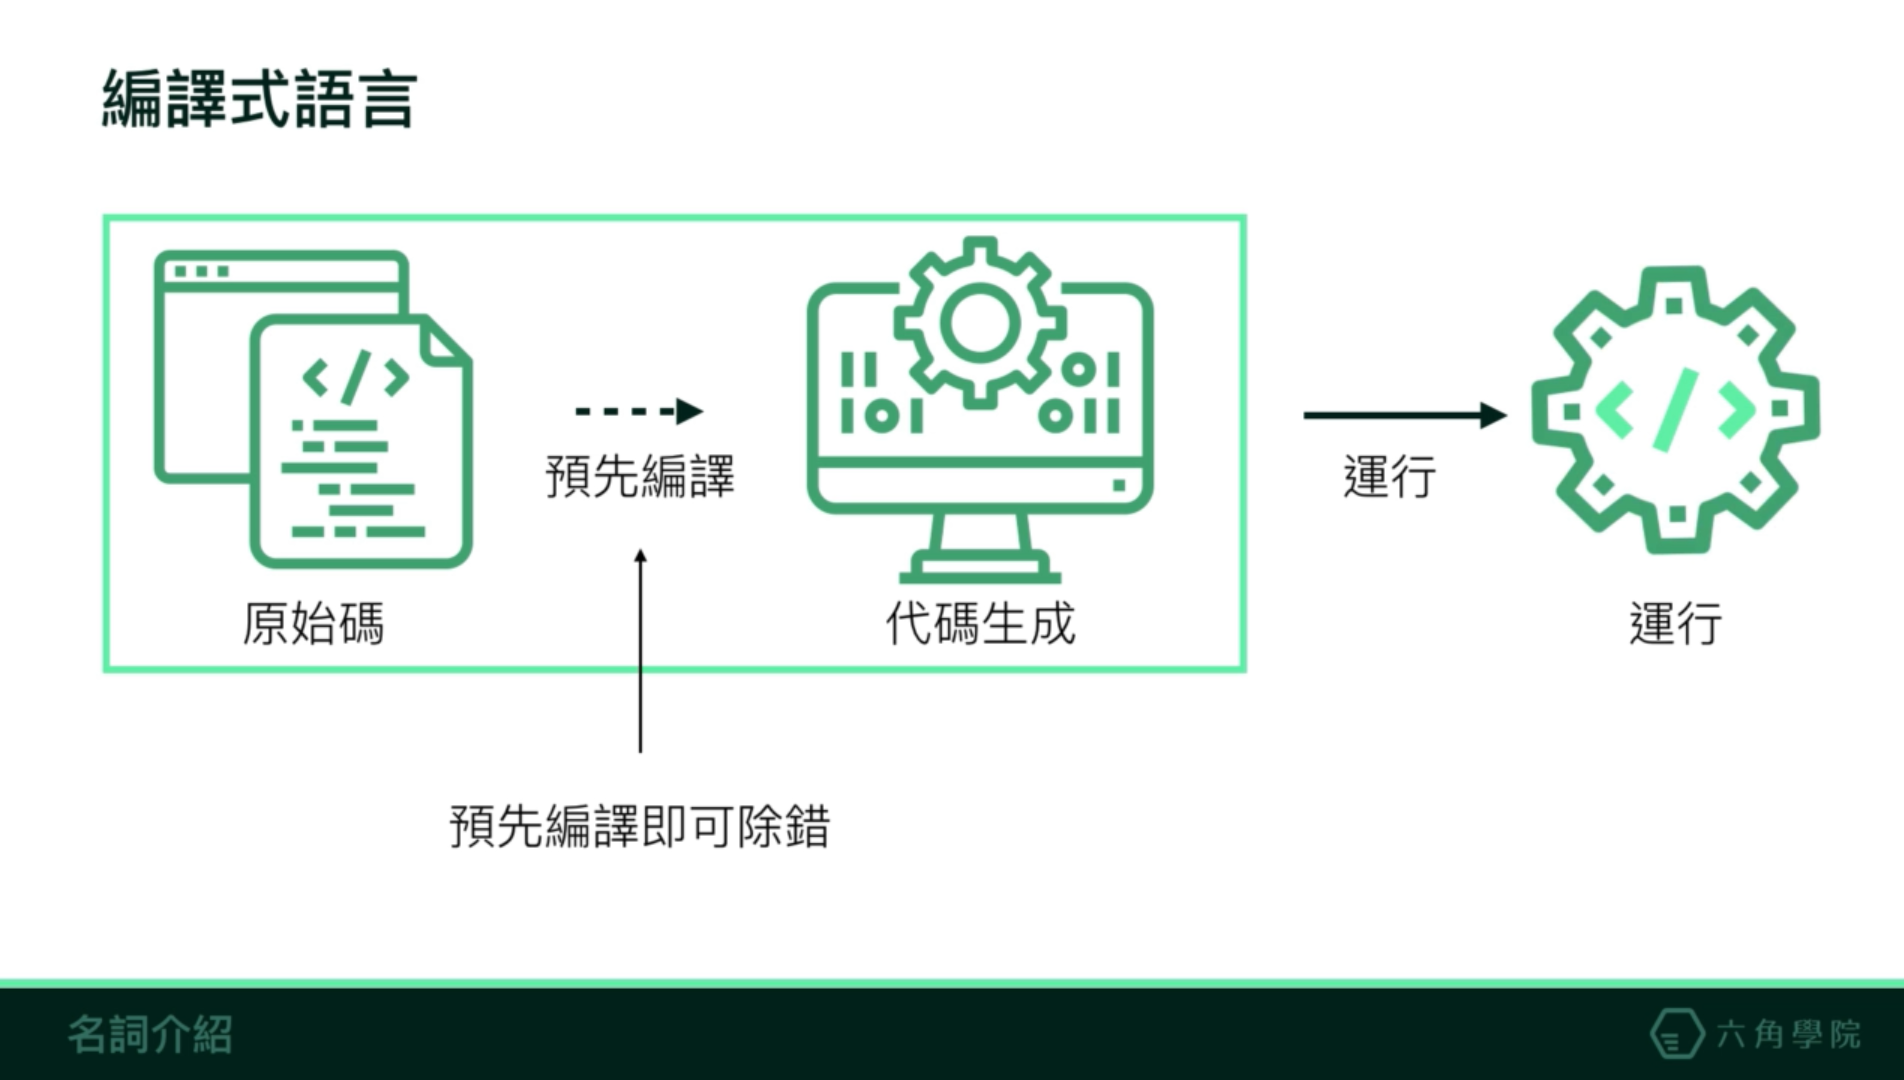 編譯式語言
預先編譯
運行
原始碼
代碼生成
運行
預先編譯即可除錯
名詞介紹
六角學院